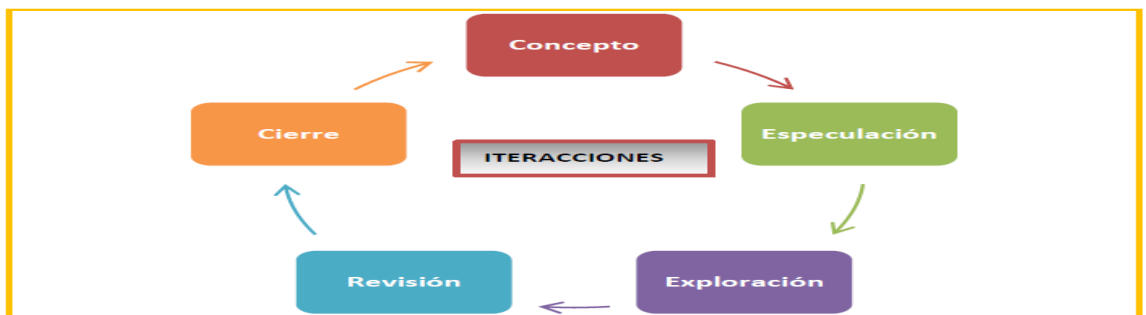 Concepto
Especulación
Exploración
Revisión
Cierre
ITERACCIONES